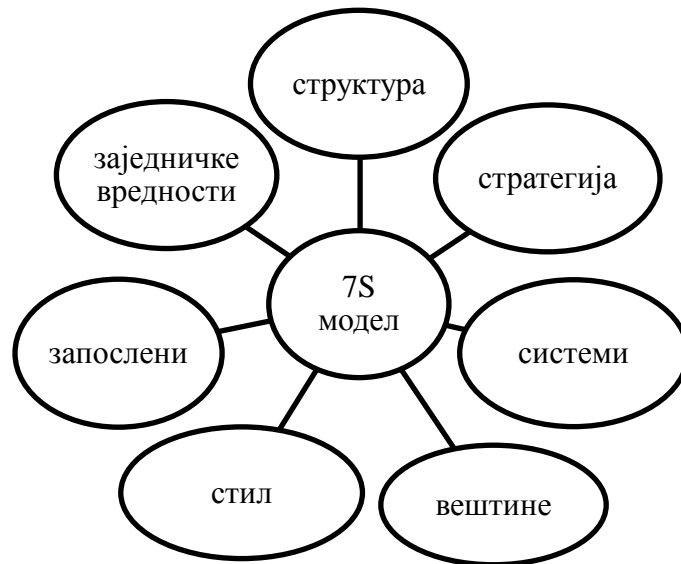 структура
заједничке
вредности
стратегија
7S
модел
запослени
системи
стил
вештине